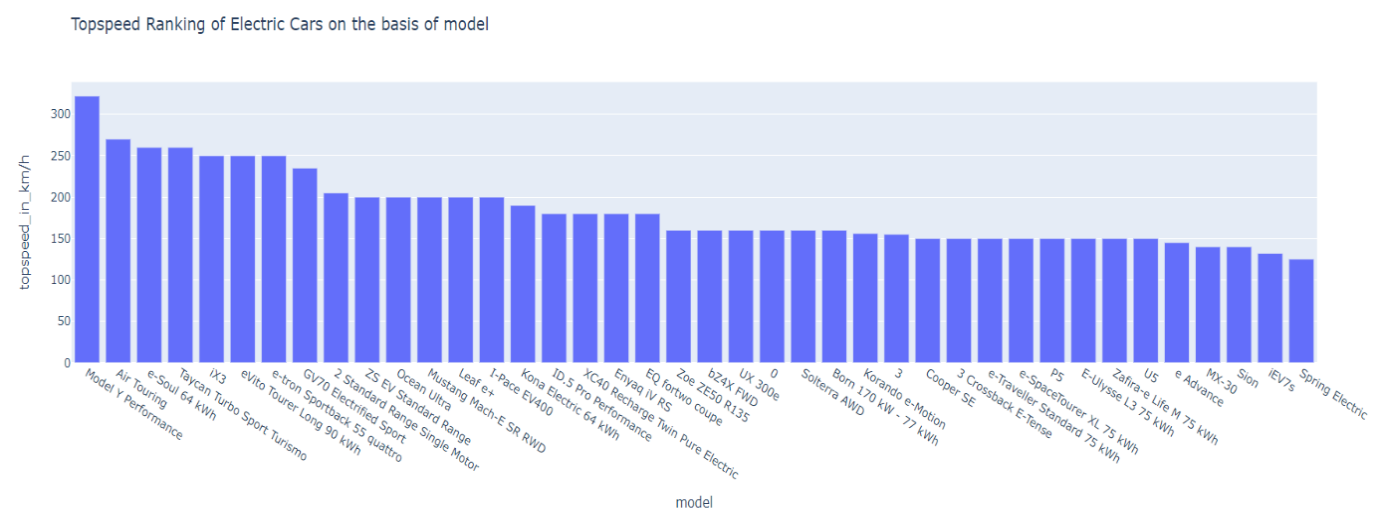 Topspeed Ranking of Electric Cars on the basis of model
topspeed_in_km/h
300
250
200
150
100
50
0
Model Y Performance
Air Touring
e-Soul 64 kWh
Taycan Turbo Sport Turismo
iX3
eVito Tourer Long 90 kWh
e-tron Sportback 55 quattro
GV70 Electrified Sport
2 Standard Range Single Motor
ZS EV Standard Range
Ocean Ultra
Mustang Mach-E SR RWD
Leaf e+
I-Pace EV400
Kona Electric 64 kWh
ID.5 Pro Performance
XC40 Recharge Twin Pure Electric
Enyaq iV RS
EQ fortwo coupe
Zoe ZE50 R135
bZ4X FWD
UX 300e
0
Solterra AWD
Born 170 kW - 77 kWh
Korando e-Motion
3
Cooper SE
3 Crossback E-Tense
e-Traveller Standard 75 kWh
e-SpaceTourer XL 75 kWh
P5
E-Ulysse L3 75 kWh
Zafira-e Life M 75 kWh
U5
e Advance
MX-30
Sion
iEV7s
Spring Electric
model